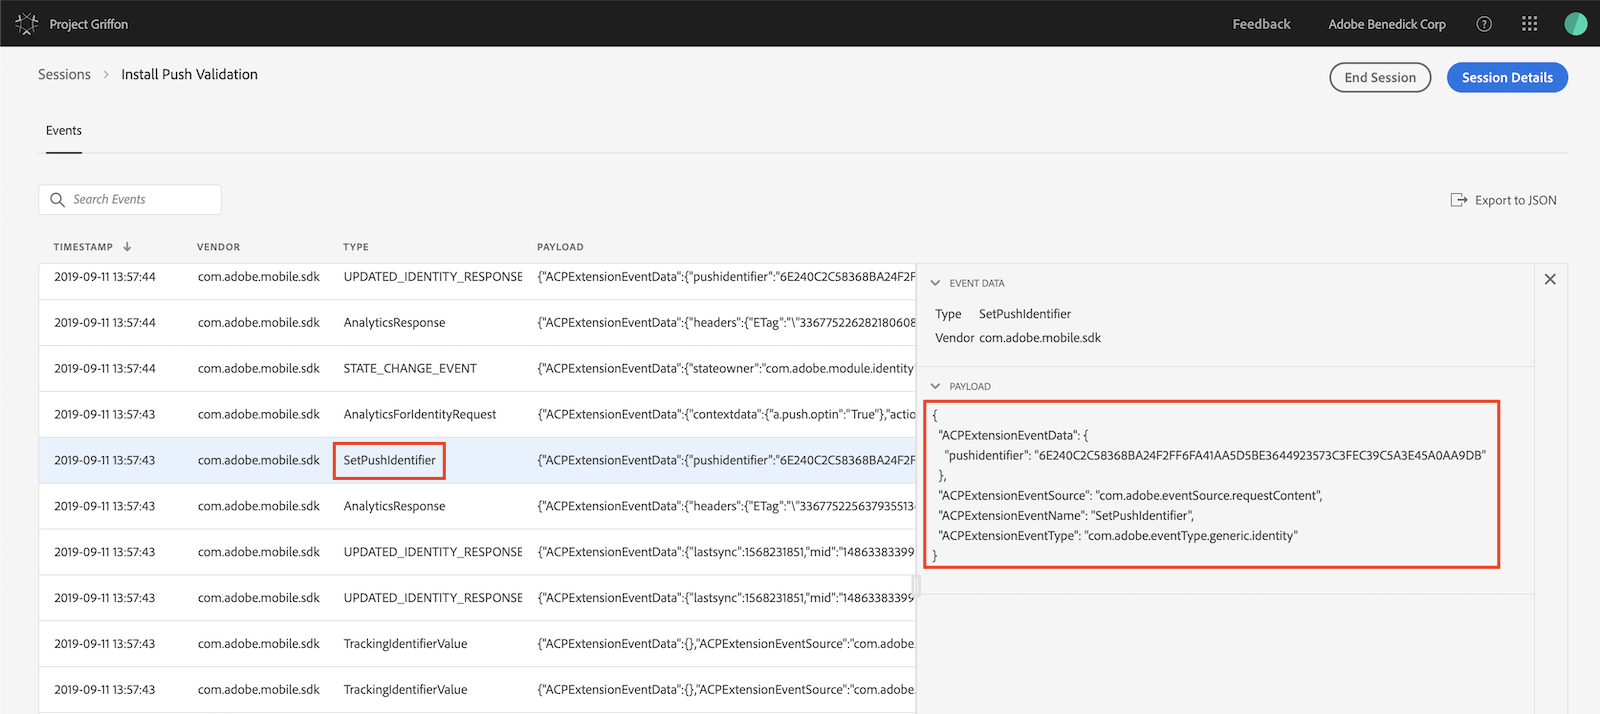 Project Griffon
Feedback
Adobe Benedick Corp
Sessions > Install Push Validation
End Session
Session Details
Events
Search Events
Export to JSON
TIMESTAMP VENDOR TYPE PAYLOAD
2019-09-11 13:57:44 com.adobe.mobile.sdk UPDATED_IDENTITY_RESPONSE {"ACPExtensionEventData":{"pushidentifier":"6E240C2C58368BA24F2F
2019-09-11 13:57:44 com.adobe.mobile.sdk AnalyticsResponse {"ACPExtensionEventData":{"headers":{"ETag":"\"336775226282180608
2019-09-11 13:57:44 com.adobe.mobile.sdk STATE_CHANGE_EVENT {"ACPExtensionEventData":{"stateowner":"com.adobe.module.identity"
2019-09-11 13:57:43 com.adobe.mobile.sdk AnalyticsForIdentityRequest {"ACPExtensionEventData":{"contextdata":{"a.push.optin":"True"},"actio
2019-09-11 13:57:43 com.adobe.mobile.sdk SetPushIdentifier {"ACPExtensionEventData":{"pushidentifier":"6E240C2C58368BA24F2F
2019-09-11 13:57:43 com.adobe.mobile.sdk AnalyticsResponse {"ACPExtensionEventData":{"headers":{"ETag":"\"336775225637935513
2019-09-11 13:57:43 com.adobe.mobile.sdk UPDATED_IDENTITY_RESPONSE {"ACPExtensionEventData":{"lastsync":1568231851,"mid":"14863383399
2019-09-11 13:57:43 com.adobe.mobile.sdk UPDATED_IDENTITY_RESPONSE {"ACPExtensionEventData":{"lastsync":1568231851,"mid":"14863383399
2019-09-11 13:57:43 com.adobe.mobile.sdk TrackingIdentifierValue {"ACPExtensionEventData":{},"ACPExtensionEventSource":"com.adobe.
2019-09-11 13:57:43 com.adobe.mobile.sdk TrackingIdentifierValue {"ACPExtensionEventData":{},"ACPExtensionEventSource":"com.adobe.
EVENT DATA
Type SetPushIdentifier
Vendor com.adobe.mobile.sdk
PAYLOAD
{
"ACPExtensionEventData": {
"pushidentifier": "6E240C2C58368BA24F2FF6FA41AA5D5BE3644923573C3FEC39C5A3E45A0AA9DB"
},
"ACPExtensionEventSource": "com.adobe.eventSource.requestContent",
"ACPExtensionEventName": "SetPushIdentifier",
"ACPExtensionEventType": "com.adobe.eventType.generic.identity"
}